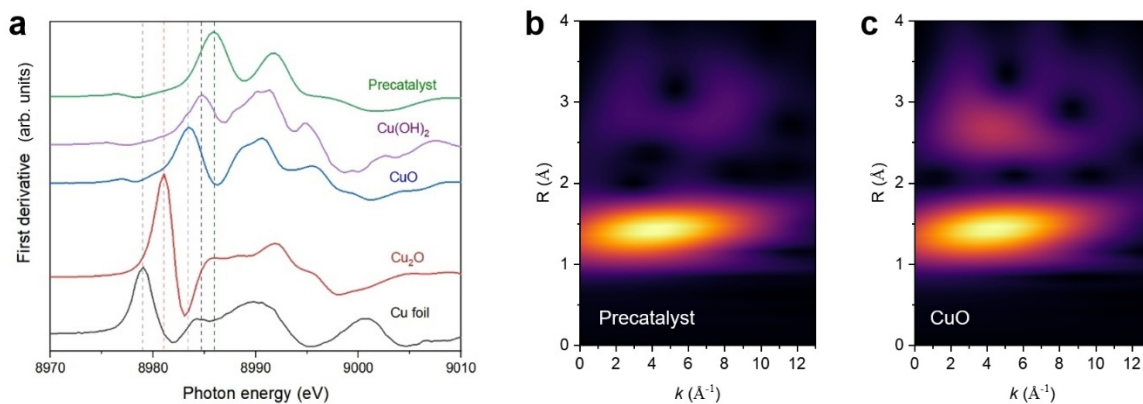 a
First derivative (arb. units)
Precatalyst
Cu(OH)₂
CuO
Cu₂O
Cu foil
8970 8980 8990 9000 9010
Photon energy (eV)
b
R (Å)
4
3
2
1
0
Precatalyst
0 2 4 6 8 10 12
k (Å⁻¹)
c
R (Å)
4
3
2
1
0
CuO
0 2 4 6 8 10 12
k (Å⁻¹)